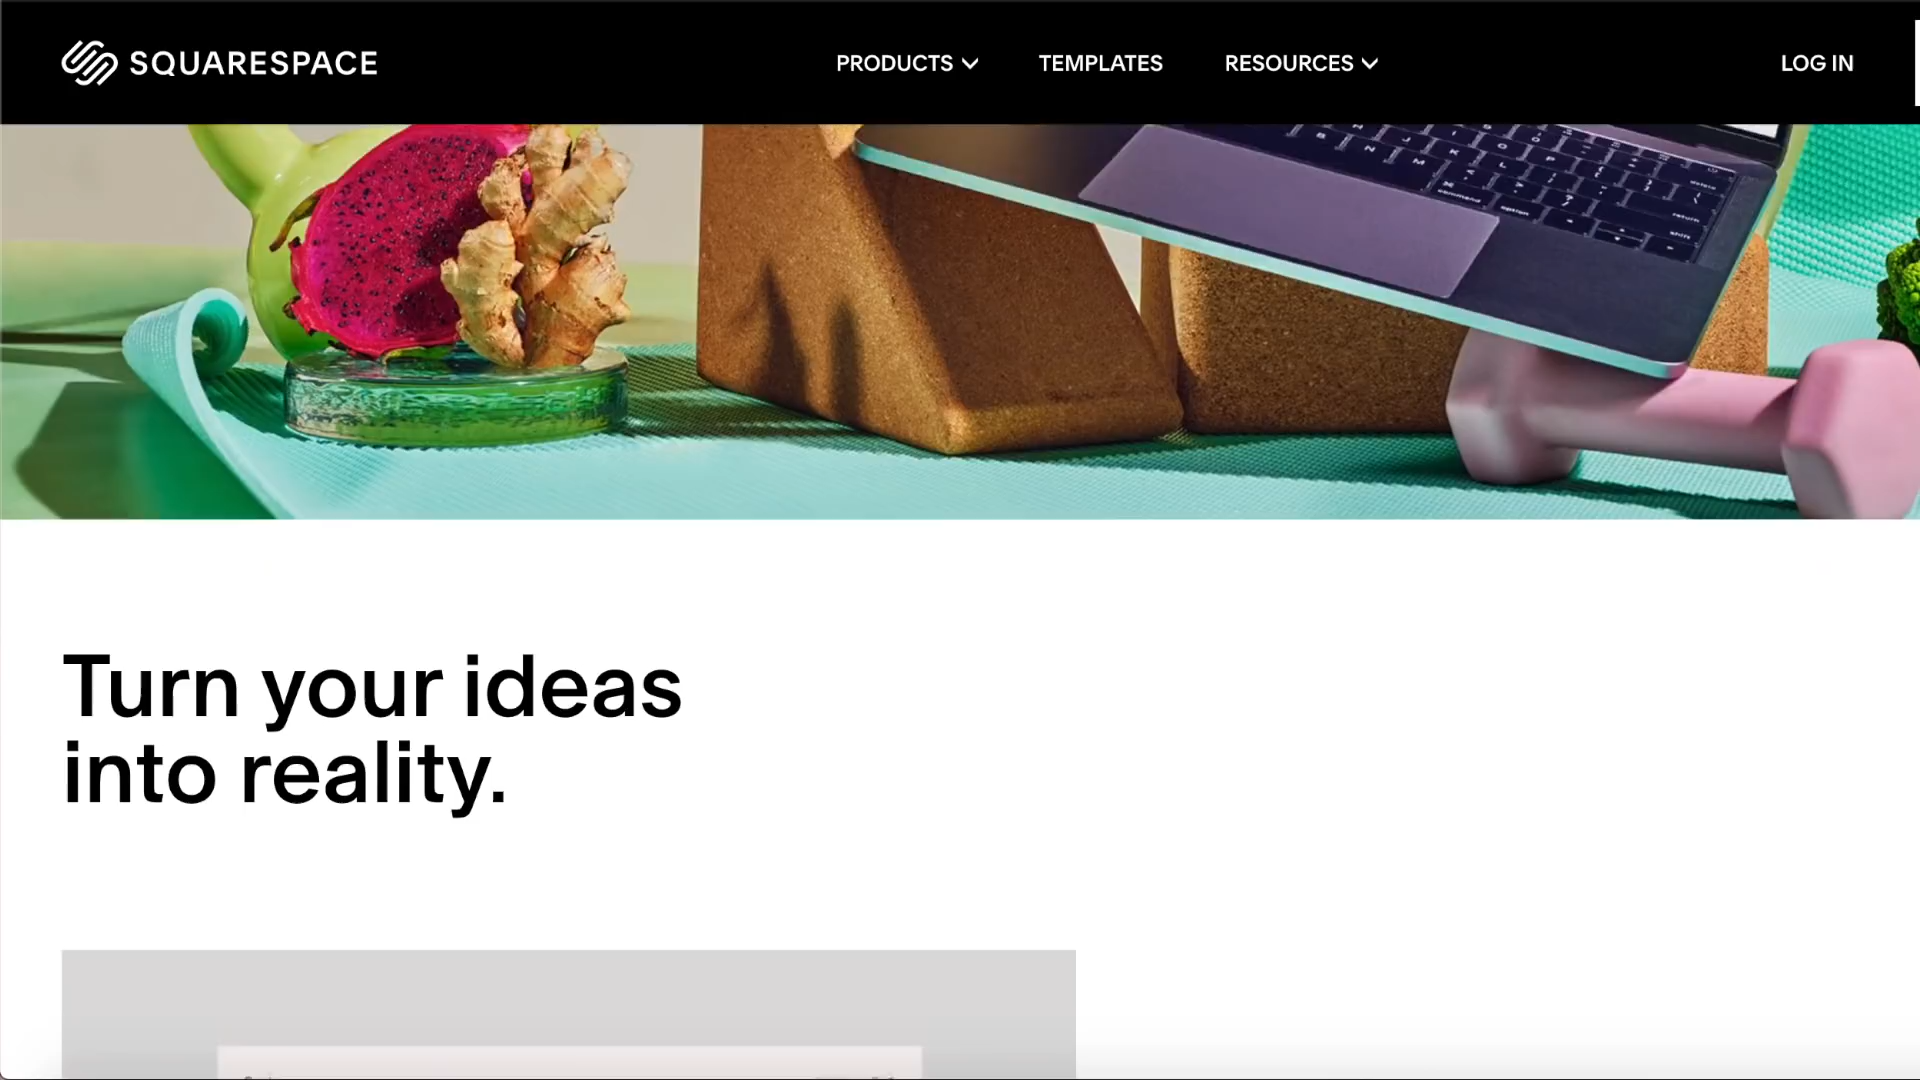 SQUARESPACE
PRODUCTS
TEMPLATES
RESOURCES
LOG IN
Turn your ideas
into reality.